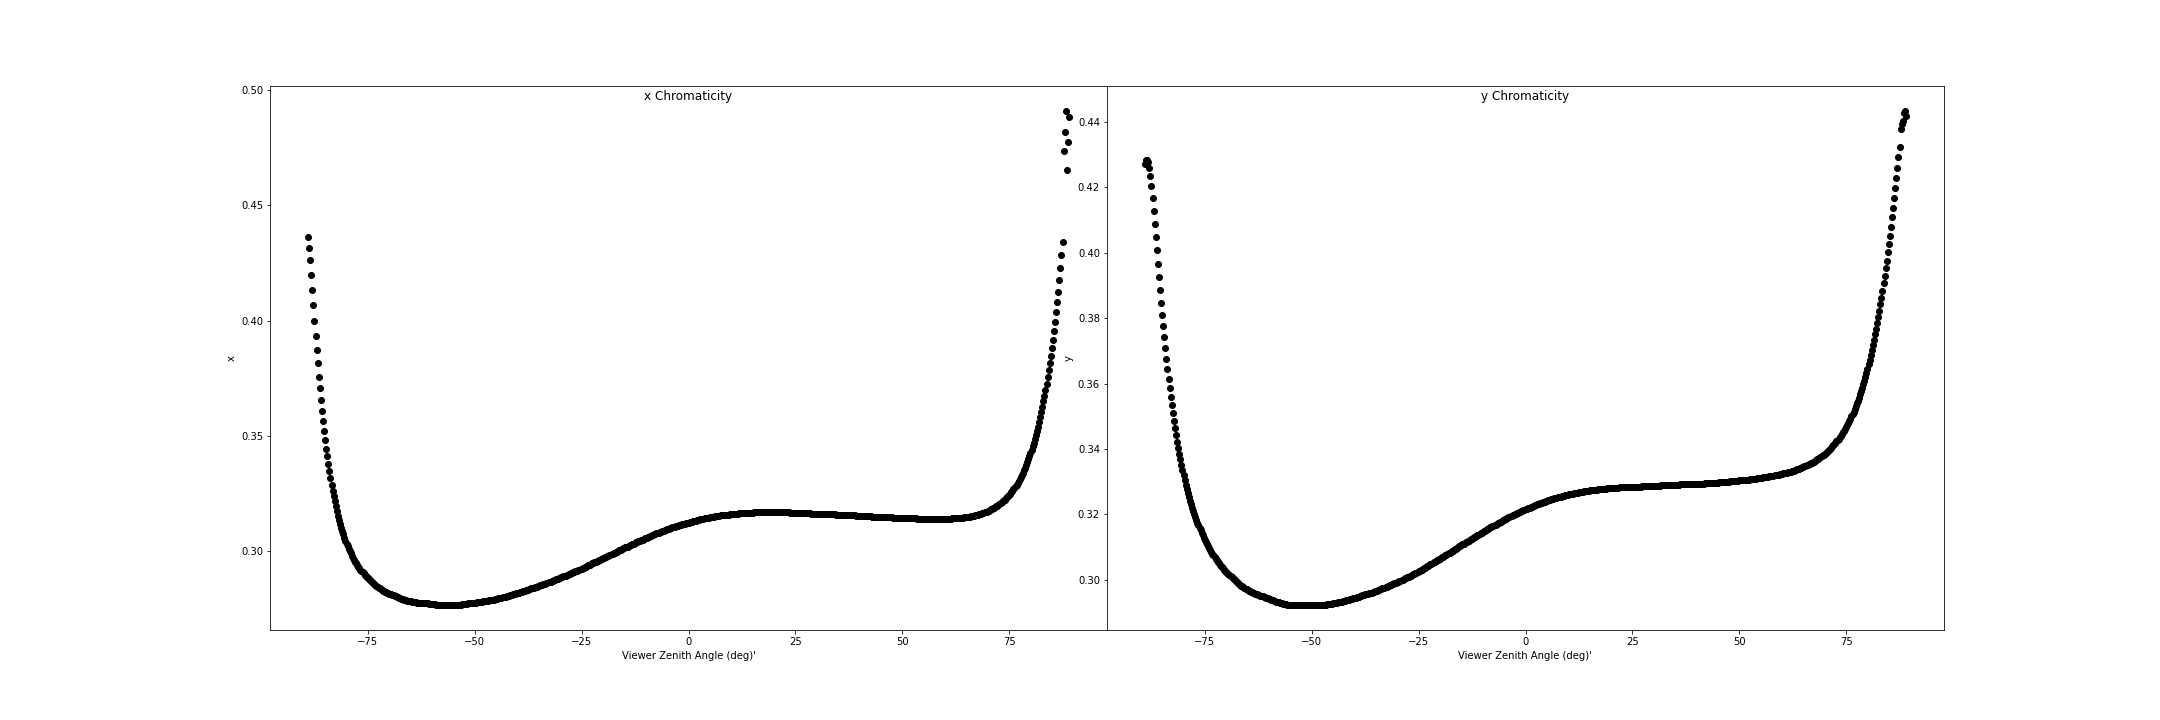 x Chromaticity
0.50
0.45
0.40
0.35
0.30
x
−75 −50 −25 0 25 50 75
Viewer Zenith Angle (deg)'
y Chromaticity
0.44
0.42
0.40
0.38
0.36
0.34
0.32
0.30
y
−75 −50 −25 0 25 50 75
Viewer Zenith Angle (deg)'